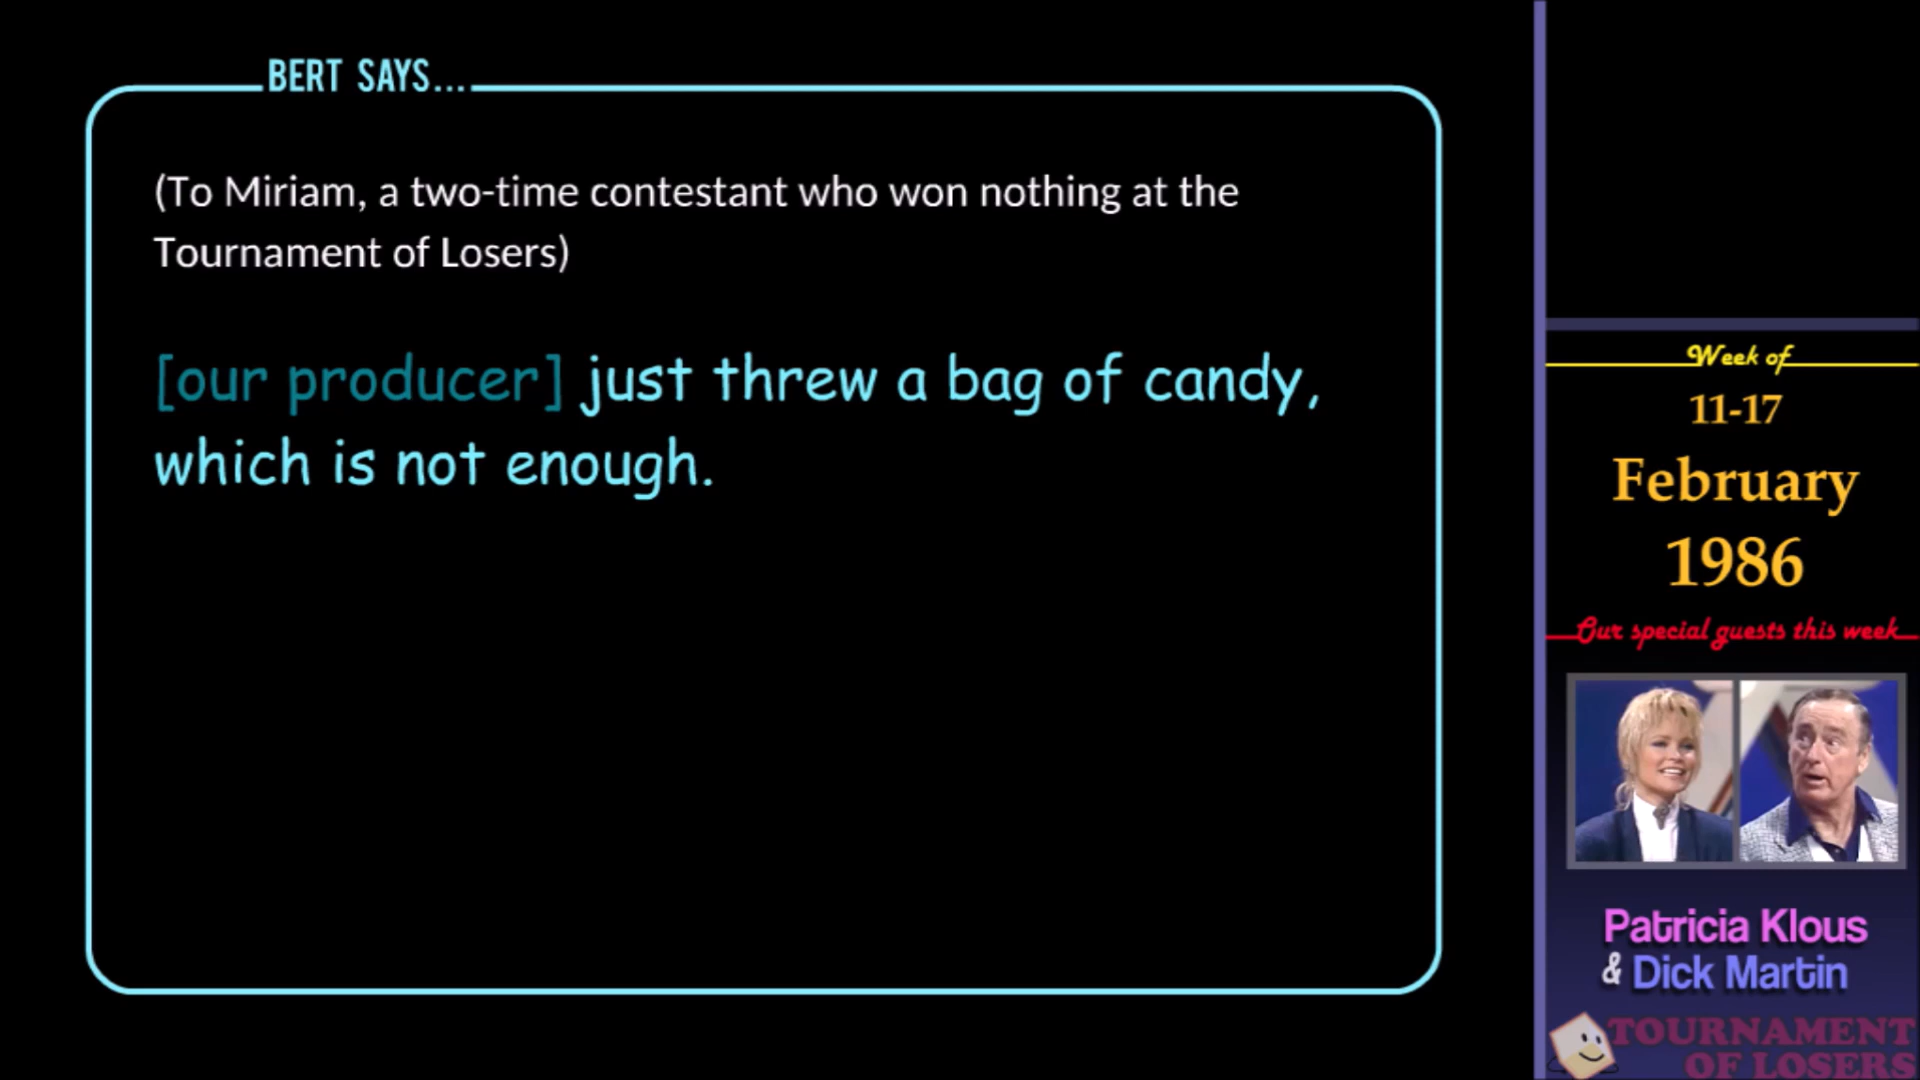 BERT SAYS...
(To Miriam, a two-time contestant who won nothing at the
Tournament of Losers)
[our producer] just threw a bag of candy,
which is not enough.
Week of
11-17
February
1986
Our special guests this week
Patricia Klous
& Dick Martin
TOURNAMENT
OF LOSERS